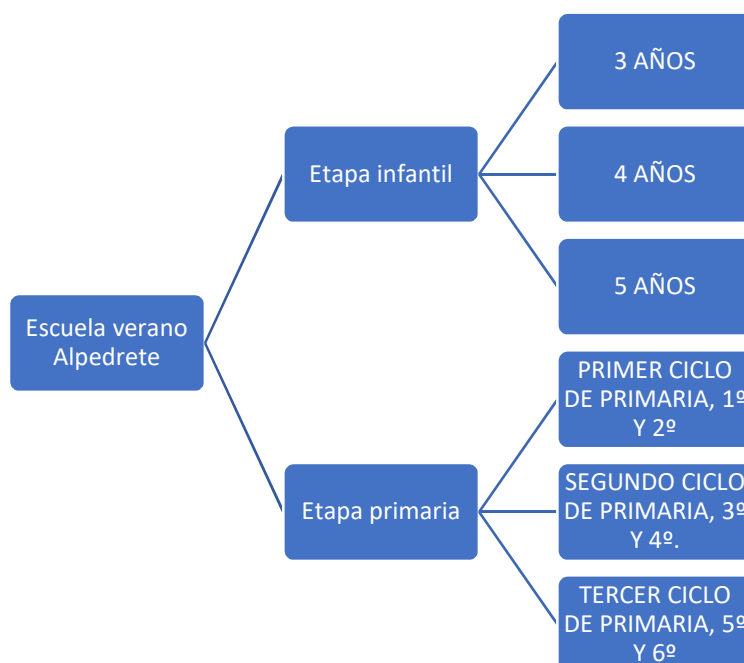 Escuela verano
Alpedrete
Etapa infantil
3 AÑOS
4 AÑOS
5 AÑOS
Etapa primaria
PRIMER CICLO
DE PRIMARIA, 1º
Y 2º
SEGUNDO CICLO
DE PRIMARIA, 3º
Y 4º.
TERCER CICLO
DE PRIMARIA, 5º
Y 6º